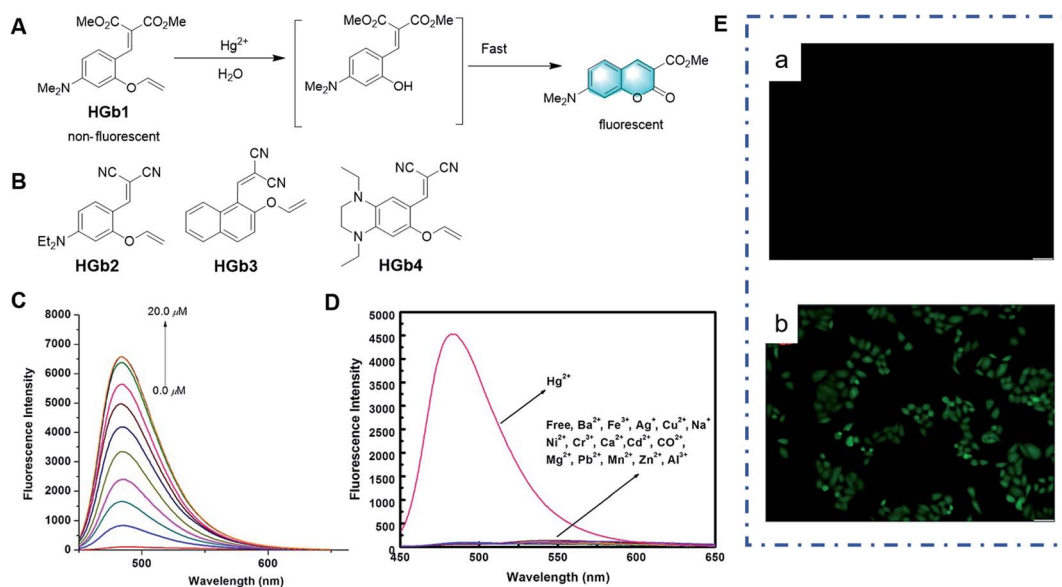 A
MeO₂C CO₂Me
Me₂N
O
HGb1
non-fluorescent
Hg²⁺
H₂O
MeO₂C CO₂Me
Me₂N
OH
Fast
CO₂Me
Me₂N
O
O
fluorescent
B
CN CN
Et₂N
O
HGb2
CN
CN
O
HGb3
CN CN
N
N
O
HGb4
C
8000
7000
6000
5000
4000
3000
2000
1000
0
Fluorescence Intensity
20.0 μM
0.0 μM
500
550
600
Wavelength (nm)
D
5000
4500
4000
3500
3000
2500
2000
1500
1000
500
0
Fluorescence Intensity
Hg²⁺
Free, Ba²⁺, Fe³⁺, Ag⁺, Cu²⁺, Na⁺
Ni²⁺, Cr³⁺, Ca²⁺,Cd²⁺, CO²⁺,
Mg²⁺, Pb²⁺, Mn²⁺, Zn²⁺, Al³⁺
450
500
550
600
650
Wavelength (nm)
E
a
b